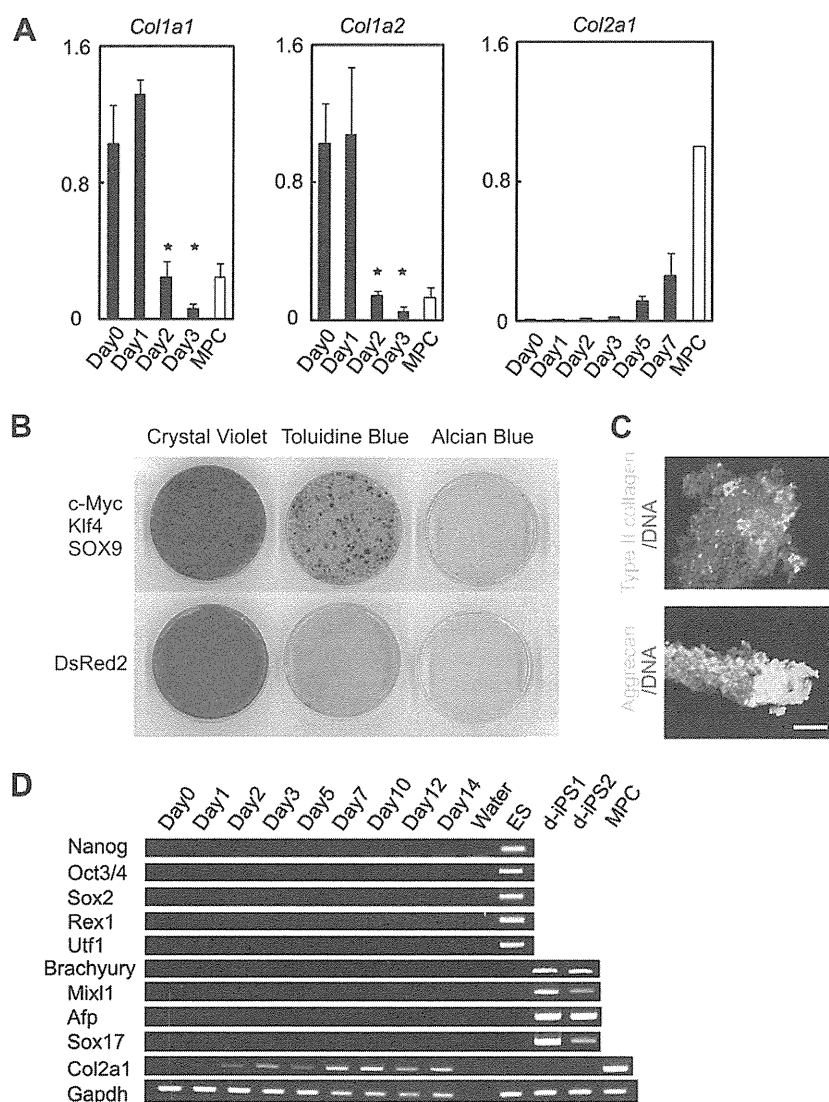 A
Col1a1
Col1a2
Col2a1
1.6
0.8
0
Day0
Day1
Day2
Day3
MPC
* *
1.6
0.8
0
Day0
Day1
Day2
Day3
MPC
* *
1.6
0.8
0
Day0
Day1
Day2
Day3
Day5
Day7
MPC
B
Crystal Violet Toluidine Blue Alcian Blue
c-Myc
Klf4
SOX9
DsRed2
C
Type II collagen
/DNA
Aggrecan
/DNA
D
Day0 Day1 Day2 Day3 Day5 Day7 Day10 Day12 Day14 Water ES d-iPS1 d-iPS2 MPC
Nanog
Oct3/4
Sox2
Rex1
Utf1
Brachyury
Mixl1
Afp
Sox17
Col2a1
Gapdh